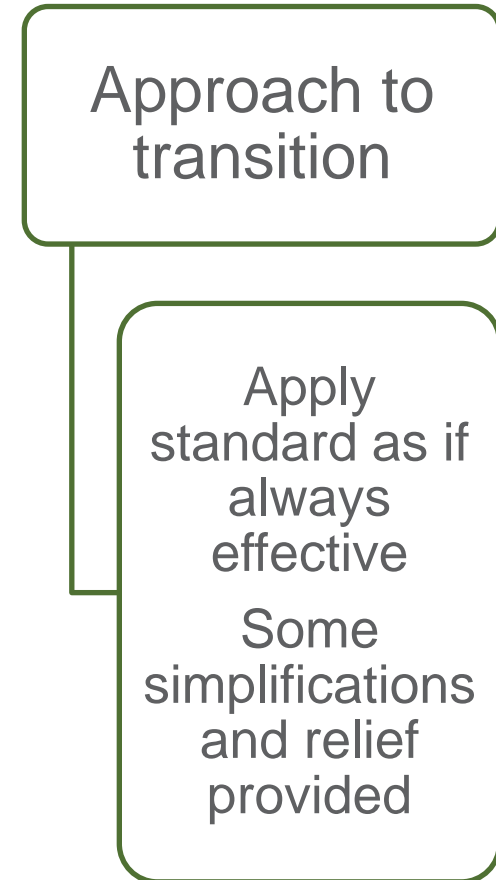 Approach to
transition
Apply
standard as if
always
effective
Some
simplifications
and relief
provided